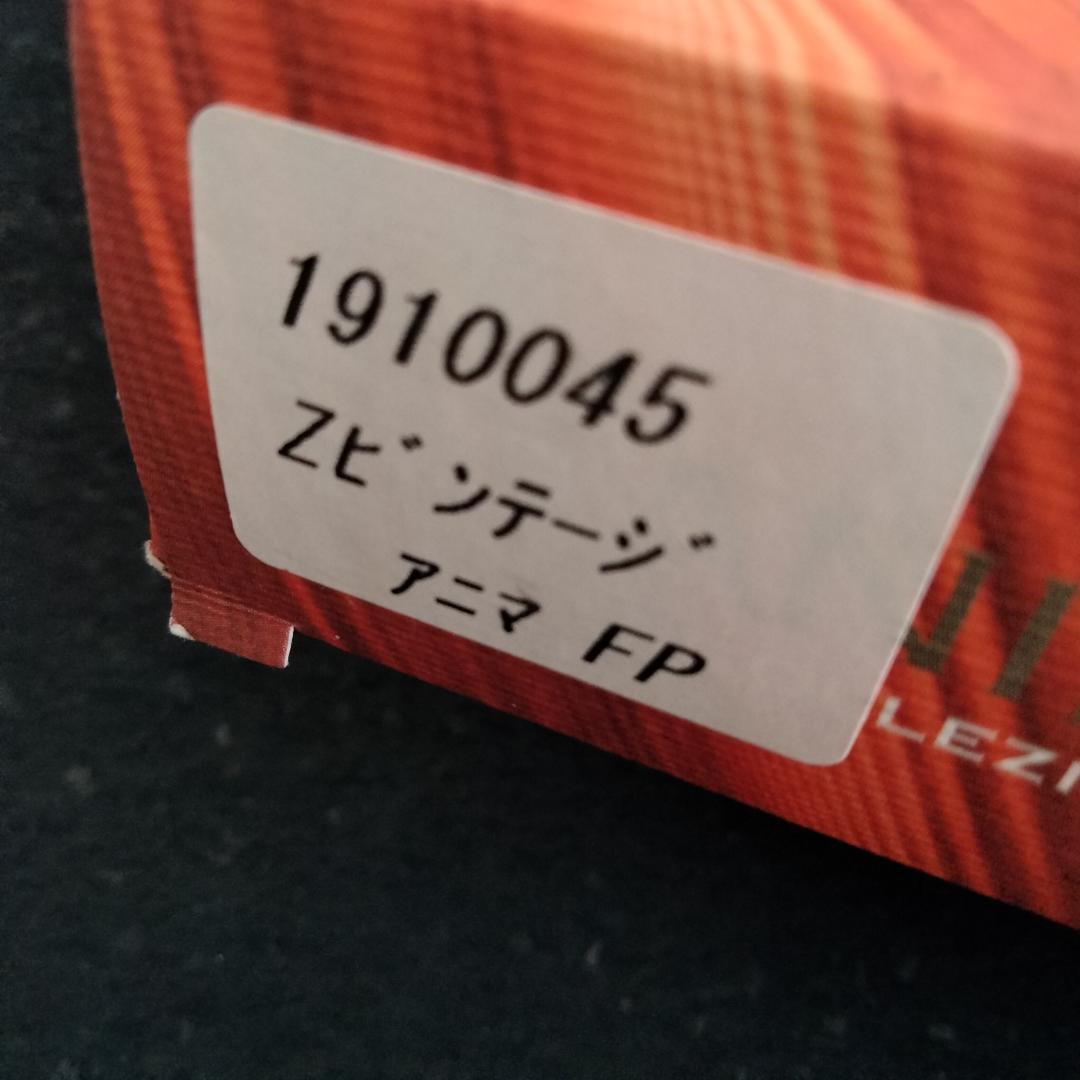 1910045
Zﾋﾞﾝﾃｰｼﾞ
ｱﾆﾏ FP